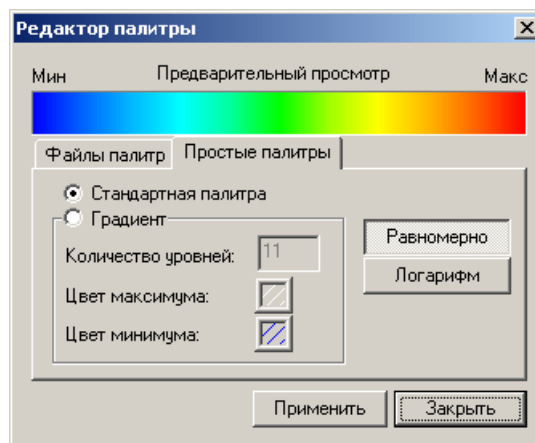 Редактор палитры
Мин Предварительный просмотр Макс
Файлы палитр Простые палитры
Стандартная палитра
Градиент
Количество уровней: 11
Цвет максимума:
Цвет минимума:
Равномерно
Логарифм
Применить Закрыть